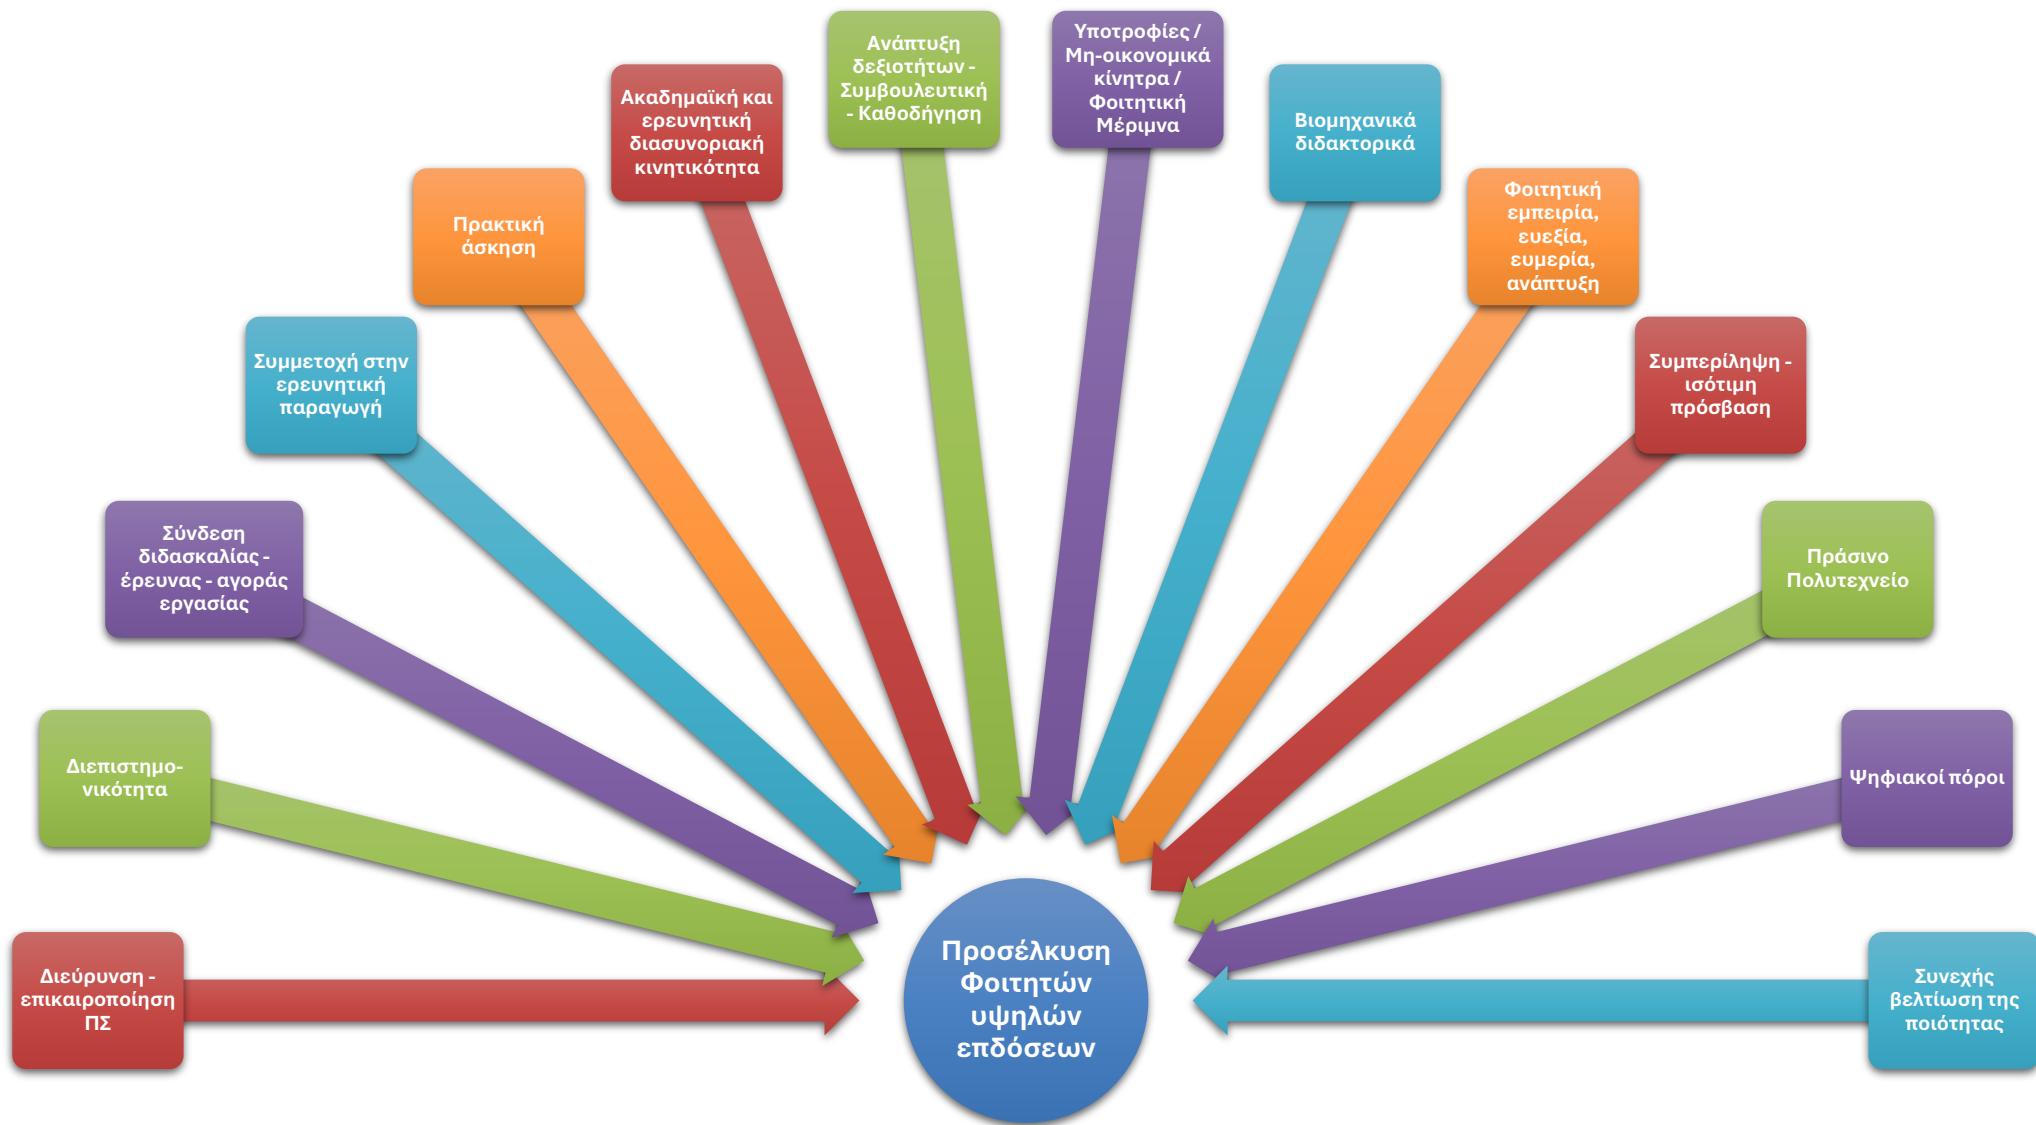 Διεύρυνση -
επικαιροποίηση
ΠΣ
Διεπιστημο-
νικότητα
Σύνδεση
διδασκαλίας -
έρευνας - αγοράς
εργασίας
Συμμετοχή στην
ερευνητική
παραγωγή
Πρακτική
άσκηση
Ακαδημαϊκή και
ερευνητική
διασυνοριακή
κινητικότητα
Ανάπτυξη
δεξιοτήτων -
Συμβουλευτική
- Καθοδήγηση
Υποτροφίες /
Μη-οικονομικά
κίνητρα /
Φοιτητική
Μέριμνα
Βιομηχανικά
διδακτορικά
Φοιτητική
εμπειρία,
ευεξία,
ευμερία,
ανάπτυξη
Συμπερίληψη -
ισότιμη
πρόσβαση
Πράσινο
Πολυτεχνείο
Ψηφιακοί πόροι
Συνεχής
βελτίωση της
ποιότητας
Προσέλκυση
Φοιτητών
υψηλών
επδόσεων